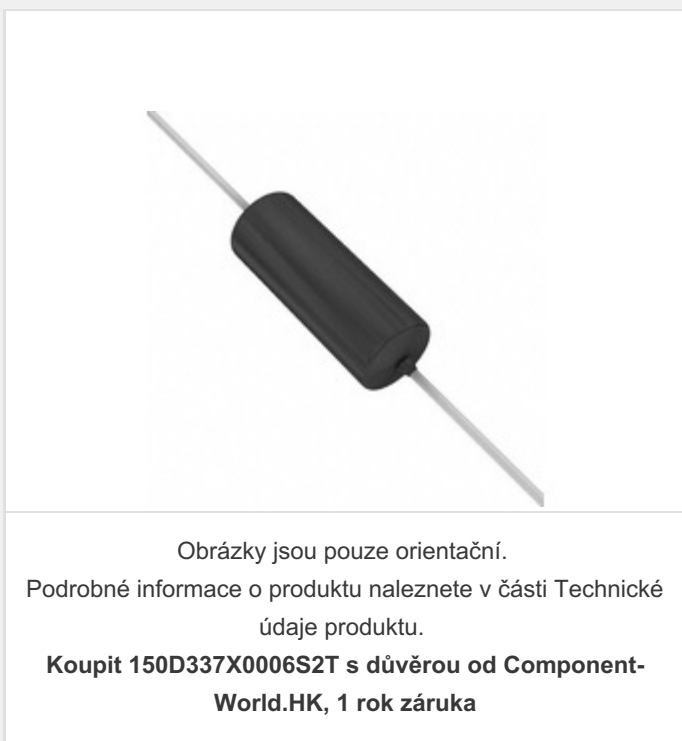 Obrázky jsou pouze orientační.
Podrobné informace o produktu naleznete v části Technické
údaje produktu.
Koupit 150D337X0006S2T s důvěrou od Component-
World.HK, 1 rok záruka